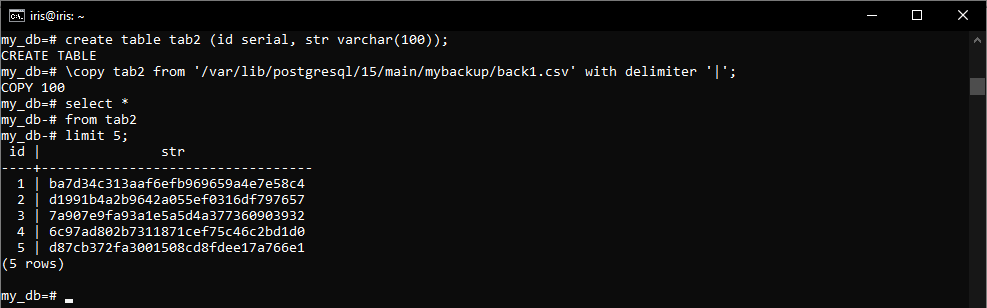 iris@iris: ~
my_db=# create table tab2 (id serial, str varchar(100));
CREATE TABLE
my_db=# \copy tab2 from '/var/lib/postgresql/15/main/mybackup/back1.csv' with delimiter '|';
COPY 100
my_db=# select *
my_db-# from tab2
my_db-# limit 5;
 id |               str
----+----------------------------------
  1 | ba7d34c313aaf6efb969659a4e7e58c4
  2 | d1991b4a2b9642a055ef0316df797657
  3 | 7a907e9fa93a1e5a5d4a377360903932
  4 | 6c97ad802b7311871cef75c46c2bd1d0
  5 | d87cb372fa3001508cd8fdee17a766e1
(5 rows)
my_db=#